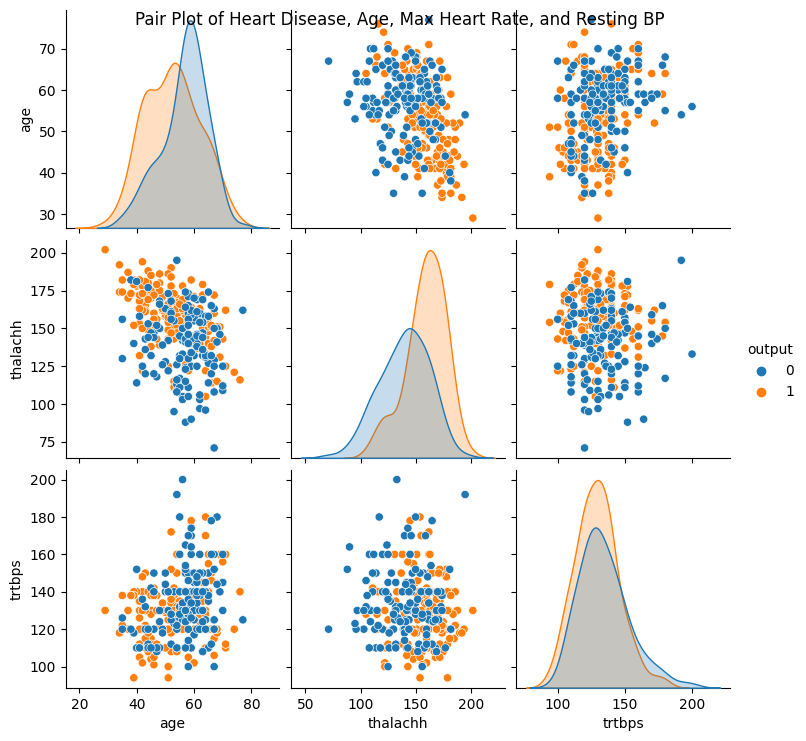 Pair Plot of Heart Disease, Age, Max Heart Rate, and Resting BP
70
60
50
40
30
age
200
175
150
125
100
75
thalachh
output
0
1
200
180
160
140
120
100
trtbps
20 40 60 80
50 100 150 200
100 150 200
age
thalachh
trtbps